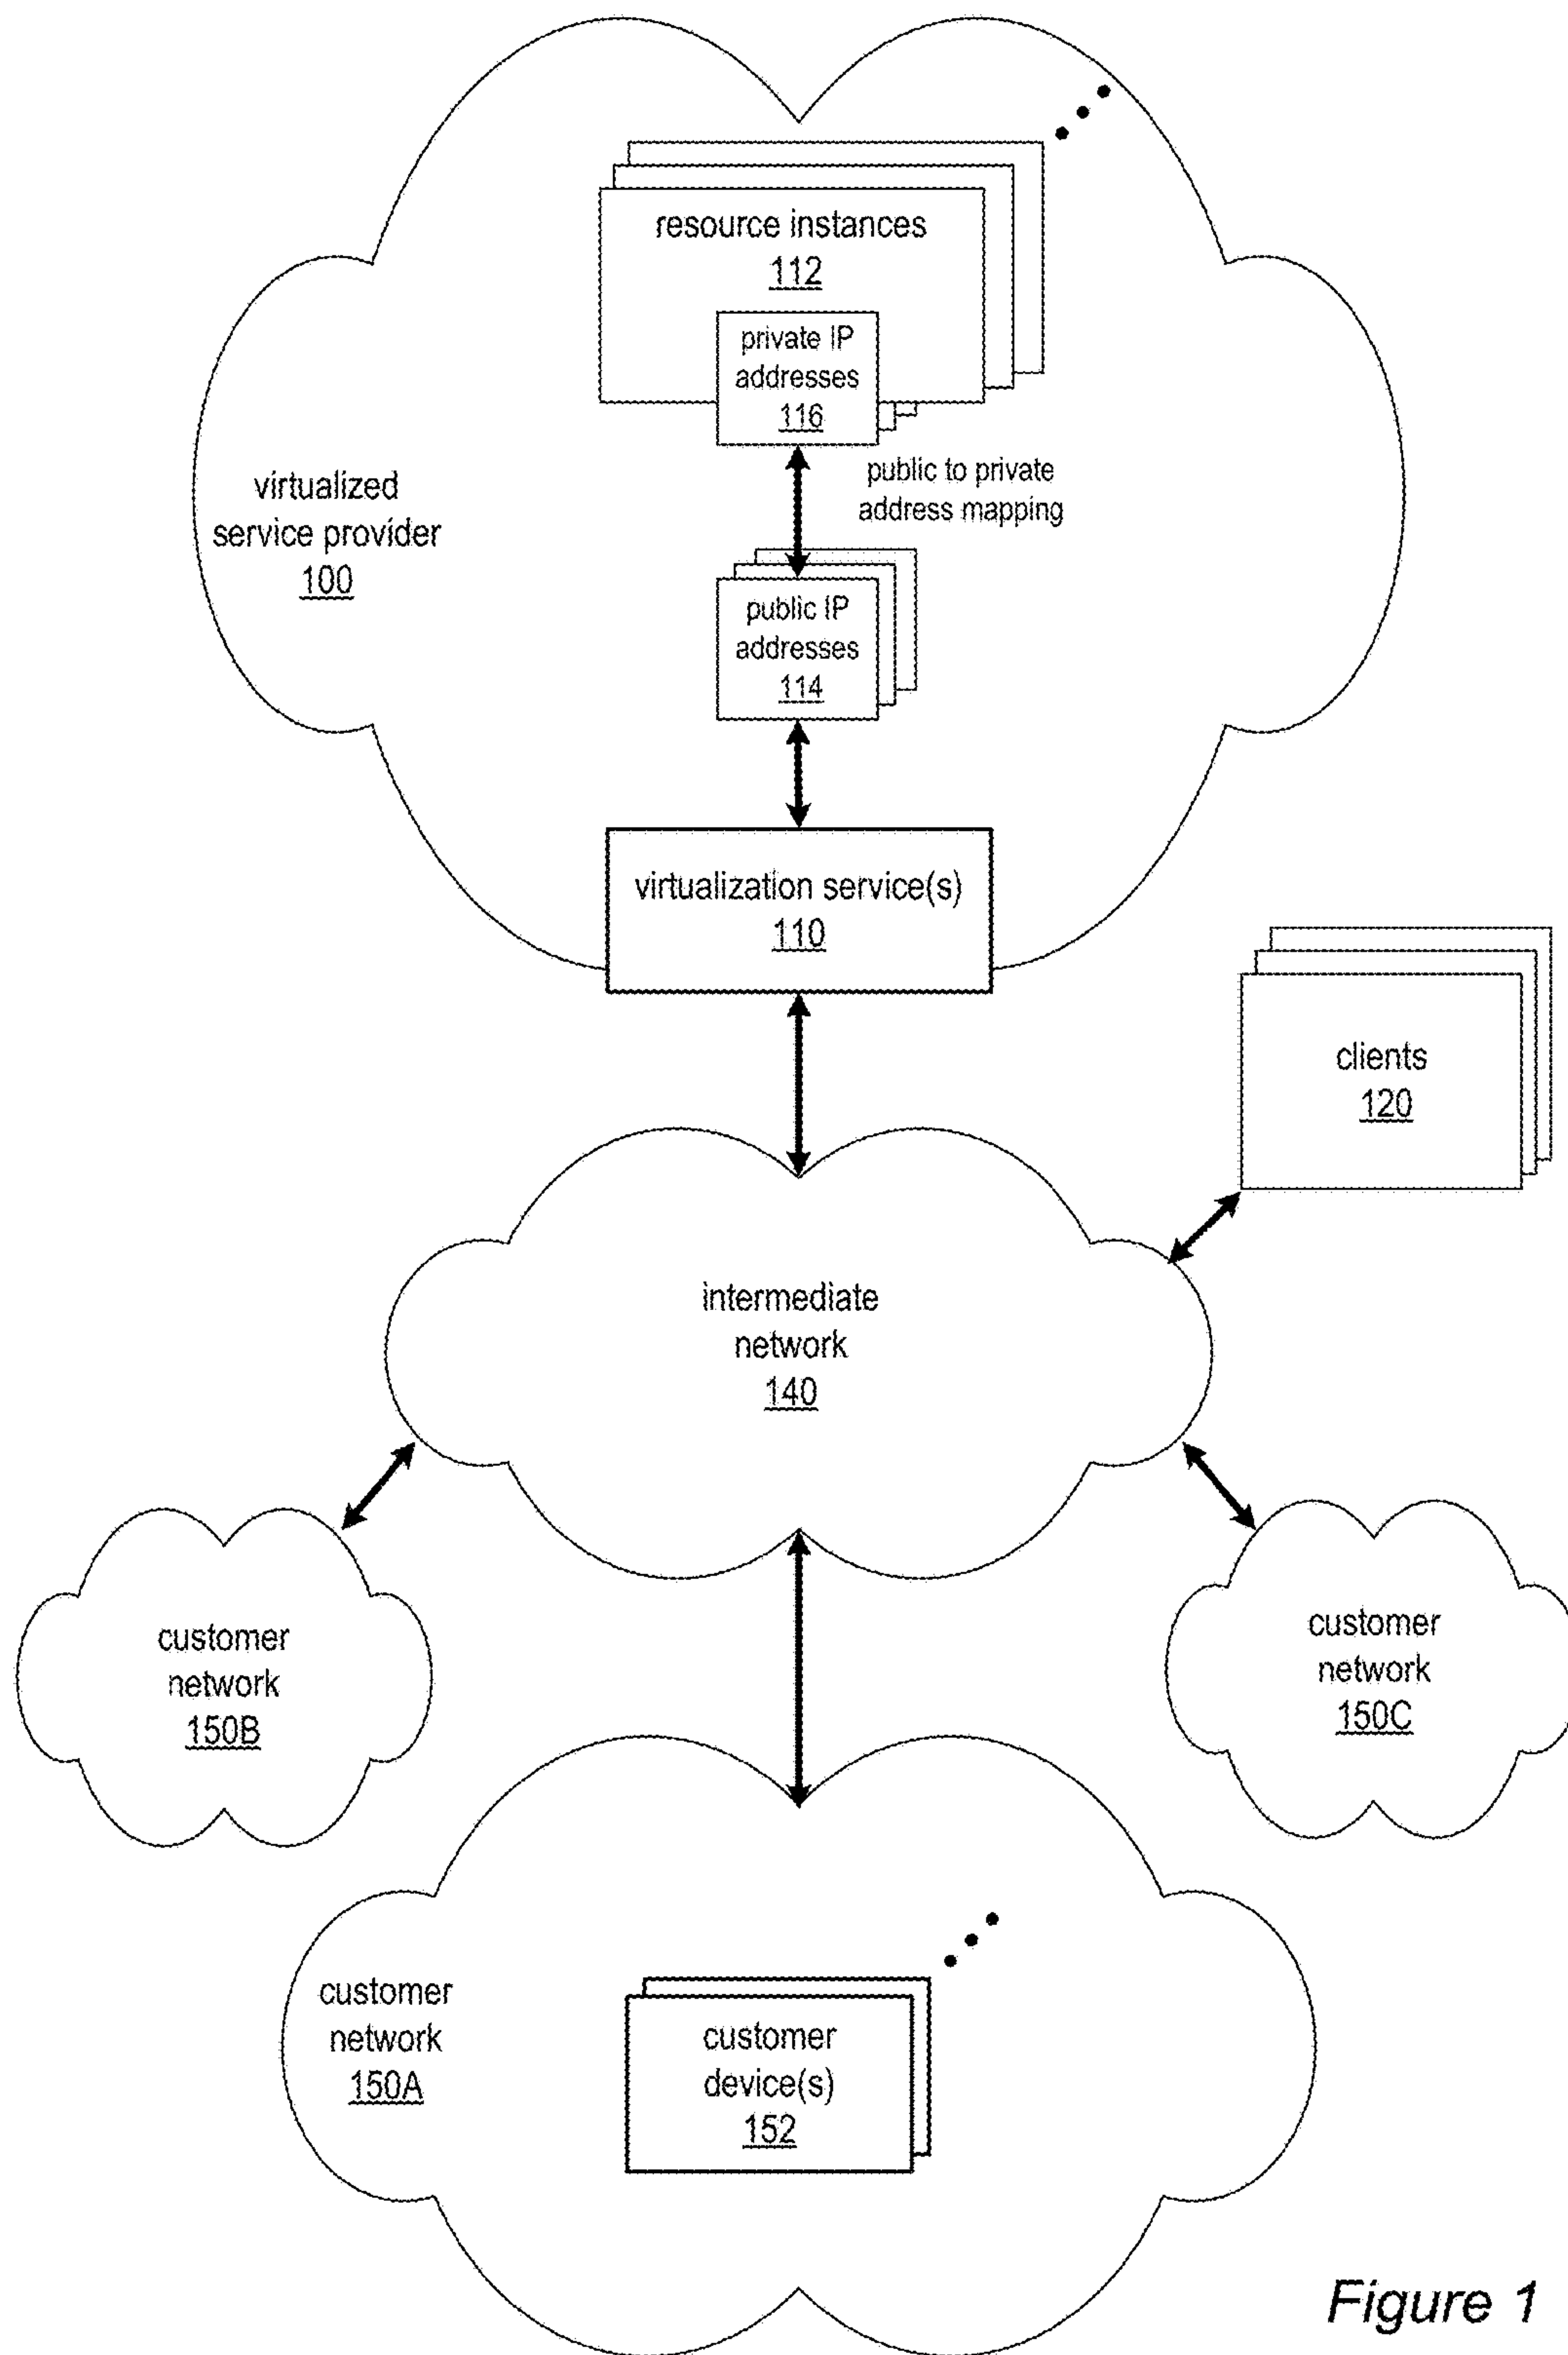 resource instances
112
private IP
addresses
116
public to private
address mapping
virtualized
service provider
100
public IP
addresses
114
virtualization service(s)
110
clients
120
intermediate
network
140
customer
network
150B
customer
network
150C
customer
network
150A
customer
device(s)
152
Figure 1